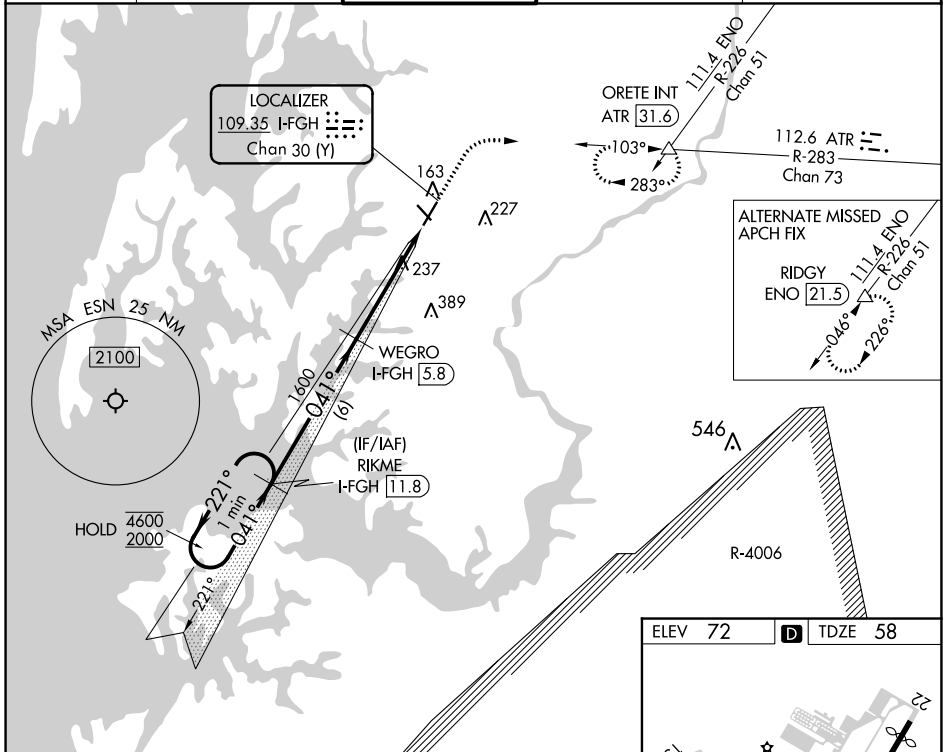 LOCALIZER
109.35 I-FGH
Chan 30 (Y)
163
227
237
389
ORETE INT
ATR 31.6
103°
283°
111.4 ENO
R-226
Chan 51
112.6 ATR
R-283
Chan 73
ALTERNATE MISSED
APCH FIX
RIDGY
ENO 21.5
111.4 ENO
R-226
Chan 51
046°
226°
MSA ESN 25 NM
2100
WEGRO
I-FGH 5.8
1600
041°
(6)
(IF/IAF)
RIKME
I-FGH 11.8
221°
1 min
041°
HOLD 4600
2000
221°
546
R-4006
ELEV 72 D TDZE 58
22